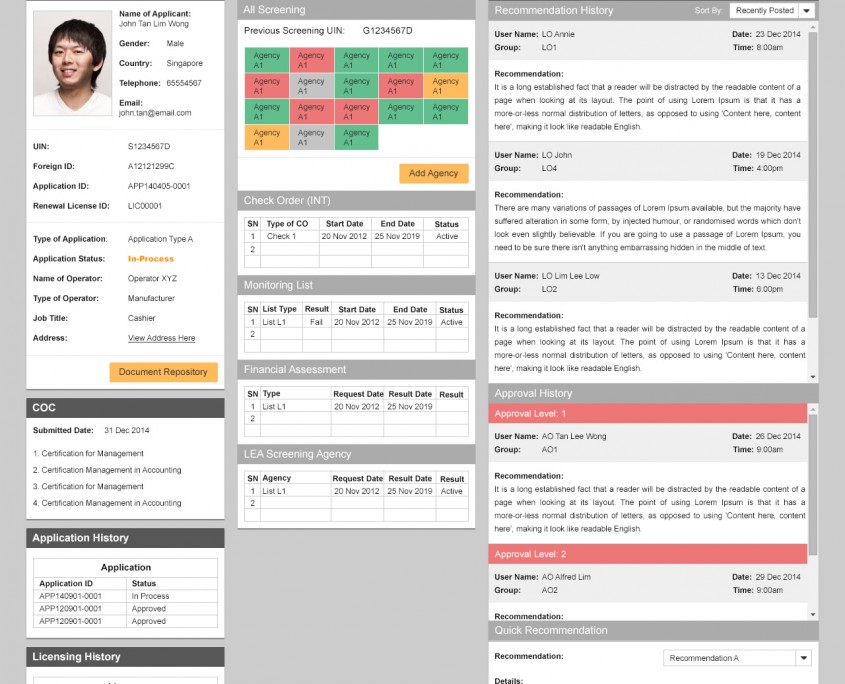 Name of Applicant:
John Tan Lim Wong
Gender: Male
Country: Singapore
Telephone: 65554567
Email:
john.tan@email.com
UIN: S1234567D
Foreign ID: A12121299C
Application ID: APP140405-0001
Renewal License ID: LIC00001
Type of Application: Application Type A
Application Status: In-Process
Name of Operator: Operator XYZ
Type of Operator: Manufacturer
Job Title: Cashier
Address: View Address Here
Document Repository
COC
Submitted Date: 31 Dec 2014
1. Certification for Management
2. Certification Management in Accounting
3. Certification for Management
4. Certification Management in Accounting
Application History
Application
Application ID Status
APP140901-0001 In Process
APP120901-0001 Approved
APP120901-0001 Approved
Licensing History
All Screening
Previous Screening UIN: G1234567D
Agency Agency Agency Agency Agency
A1 A1 A1 A1 A1
Agency Agency Agency Agency Agency
A1 A1 A1 A1 A1
Agency Agency Agency Agency Agency
A1 A1 A1 A1 A1
Agency Agency Agency
A1 A1 A1
Add Agency
Check Order (INT)
SN Type of CO Start Date End Date Status
1 Check 1 20 Nov 2012 25 Nov 2019 Active
2
Monitoring List
SN List Type Result Start Date End Date Status
1 List L1 Fail 20 Nov 2012 25 Nov 2019 Active
2
Financial Assessment
SN Type Request Date Result Date Result
1 List L1 20 Nov 2012 25 Nov 2019
2
LEA Screening Agency
SN Agency Request Date Result Date Result
1 List L1 20 Nov 2012 25 Nov 2019 Active
2
Recommendation History Sort By: Recently Posted
User Name: LO Annie Date: 23 Dec 2014
Group: LO1 Time: 8:00am
Recommendation:
It is a long established fact that a reader will be distracted by the readable content of a
page when looking at its layout. The point of using Lorem Ipsum is that it has a
more-or-less normal distribution of letters, as opposed to using 'Content here, content
here', making it look like readable English.
User Name: LO John Date: 19 Dec 2014
Group: LO4 Time: 4:00pm
Recommendation:
There are many variations of passages of Lorem Ipsum available, but the majority have
suffered alteration in some form, by injected humour, or randomised words which don't
look even slightly believable. If you are going to use a passage of Lorem Ipsum, you
need to be sure there isn't anything embarrassing hidden in the middle of text.
User Name: LO Lim Lee Low Date: 13 Dec 2014
Group: LO2 Time: 6:00pm
Recommendation:
It is a long established fact that a reader will be distracted by the readable content of a
page when looking at its layout. The point of using Lorem Ipsum is that it has a
more-or-less normal distribution of letters, as opposed to using 'Content here, content
here', making it look like readable English.
Approval History
Approval Level: 1
User Name: AO Tan Lee Wong Date: 26 Dec 2014
Group: AO1 Time: 9:00am
Recommendation:
It is a long established fact that a reader will be distracted by the readable content of a
page when looking at its layout. The point of using Lorem Ipsum is that it has a
more-or-less normal distribution of letters, as opposed to using 'Content here, content
here', making it look like readable English.
Approval Level: 2
User Name: AO Alfred Lim Date: 29 Dec 2014
Group: AO2 Time: 9:00am
Recommendation:
Quick Recommendation
Recommendation: Recommendation A
Details: